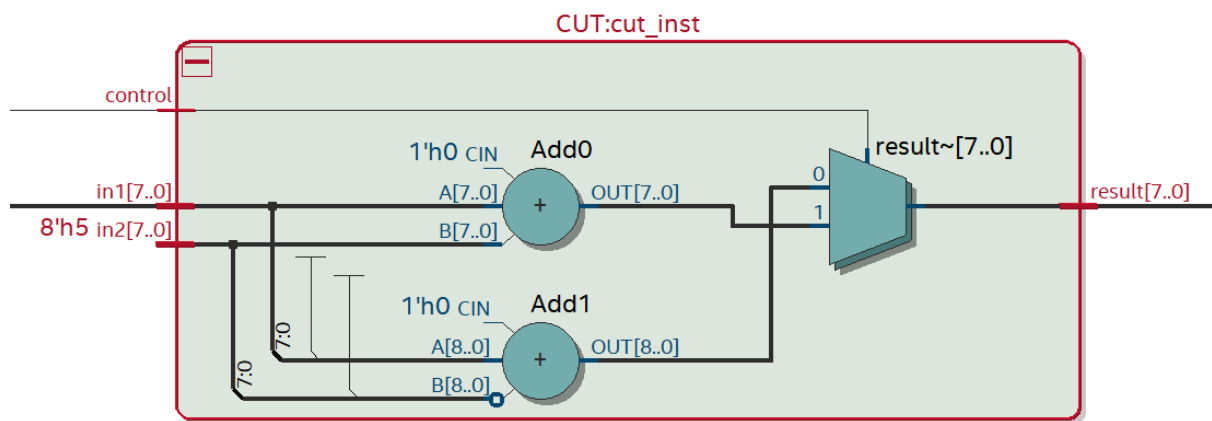 CUT:cut_inst
control
1'h0 CIN Add0 result~[7..0]
0
in1[7..0] A[7..0] + OUT[7..0] result[7..0]
1
8'h5 in2[7..0] B[7..0]
1'h0 CIN Add1
7:0 A[8..0] + OUT[8..0]
7:0 B[8..0]